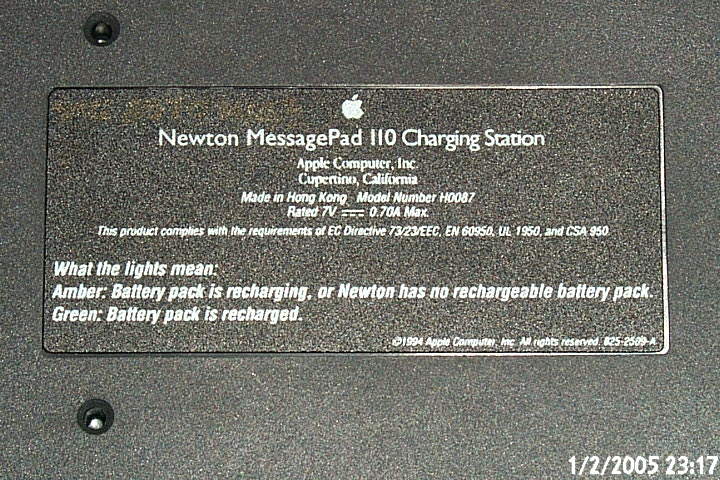 Newton MessagePad 110 Charging Station
Apple Computer, Inc.
Cupertino, California
Made in Hong Kong Model Number H0087
Rated 7V ⎓ 0.70A Max.
This product complies with the requirements of EC Directive 73/23/EEC, EN 60950, UL 1950, and CSA 950.
What the lights mean:
Amber: Battery pack is recharging, or Newton has no rechargeable battery pack.
Green: Battery pack is recharged.
©1994 Apple Computer, Inc. All rights reserved. 825-2509-A
1/2/2005 23:17